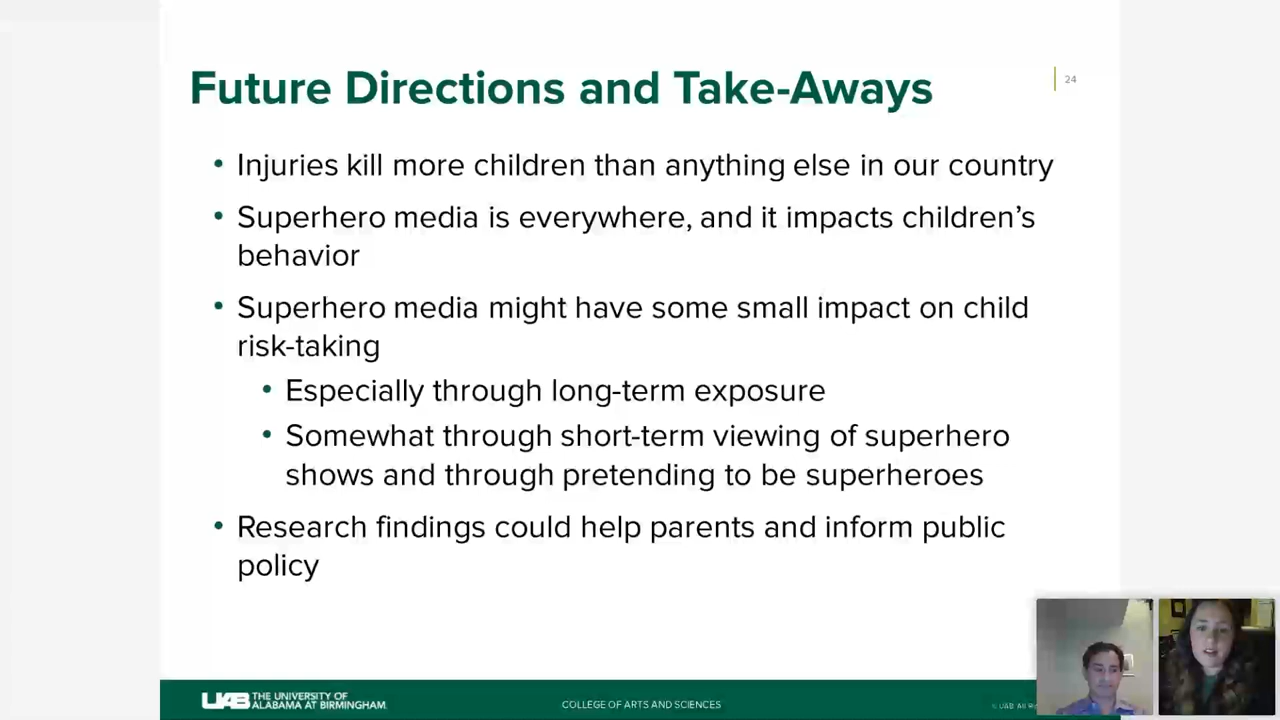 Future Directions and Take-Aways
24
• Injuries kill more children than anything else in our country
• Superhero media is everywhere, and it impacts children's
behavior
• Superhero media might have some small impact on child
risk-taking
• Especially through long-term exposure
• Somewhat through short-term viewing of superhero
shows and through pretending to be superheroes
• Research findings could help parents and inform public
policy
UAB THE UNIVERSITY OF
ALABAMA AT BIRMINGHAM
COLLEGE OF ARTS AND SCIENCES
© UAB. All